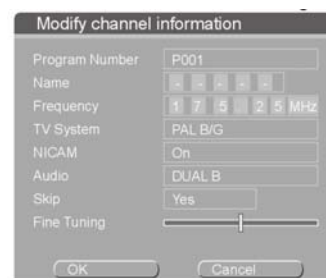 Modify channel information
Program Number P001
Name - - - - -
Frequency 1 7 5 . 2 5 MHz
TV System PAL B/G
NICAM On
Audio DUAL B
Skip Yes
Fine Tuning
OK Cancel